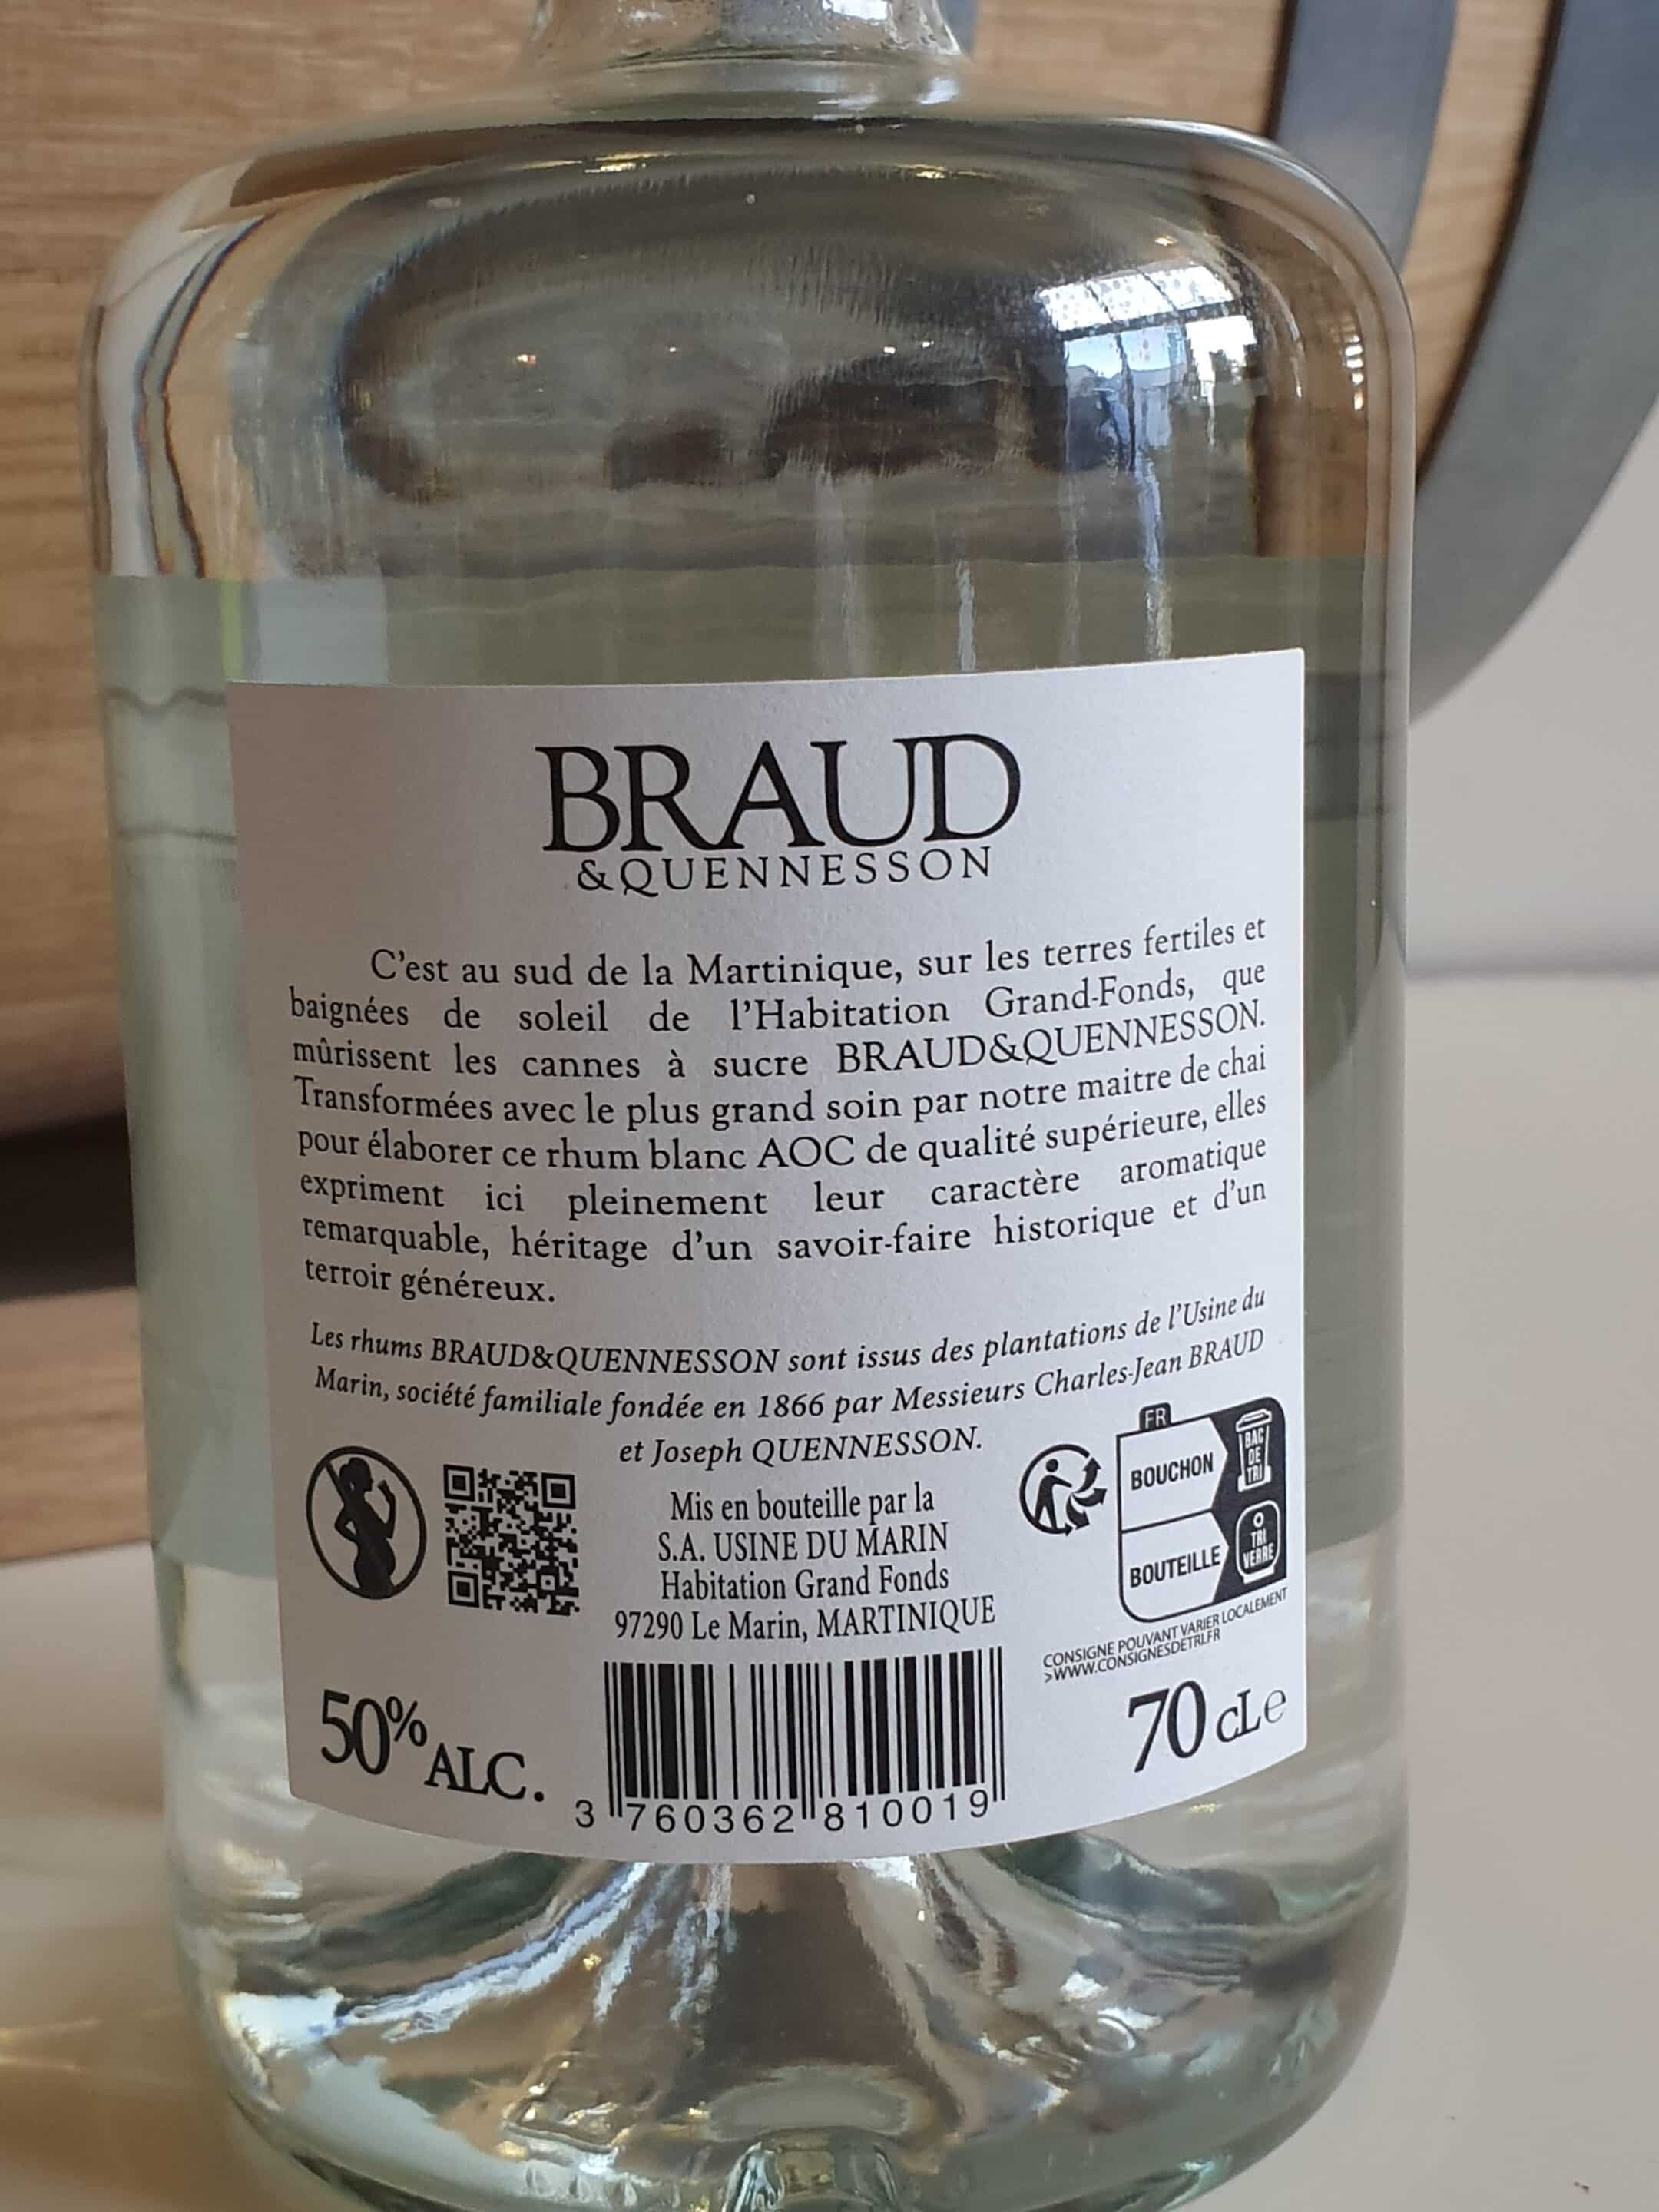 BRAUD
&QUENNESSON
C'est au sud de la Martinique, sur les terres fertiles et
baignées de soleil de l'Habitation Grand-Fonds, que
mûrissent les cannes à sucre BRAUD&QUENNESSON.
Transformées avec le plus grand soin par notre maitre de chai
pour élaborer ce rhum blanc AOC de qualité supérieure, elles
expriment ici pleinement leur caractère aromatique
remarquable, héritage d'un savoir-faire historique et d'un
terroir généreux.
Les rhums BRAUD&QUENNESSON sont issus des plantations de l'Usine du
Marin, société familiale fondée en 1866 par Messieurs Charles-Jean BRAUD
et Joseph QUENNESSON.
Mis en bouteille par la
S.A. USINE DU MARIN
Habitation Grand Fonds
97290 Le Marin, MARTINIQUE
FR
BOUCHON
BAC
DE
TRI
BOUTEILLE
TRI
VERRE
CONSIGNE POUVANT VARIER LOCALEMENT
>WWW.CONSIGNESDETRI.FR
50% ALC.
70 cL e
3 760362 810019